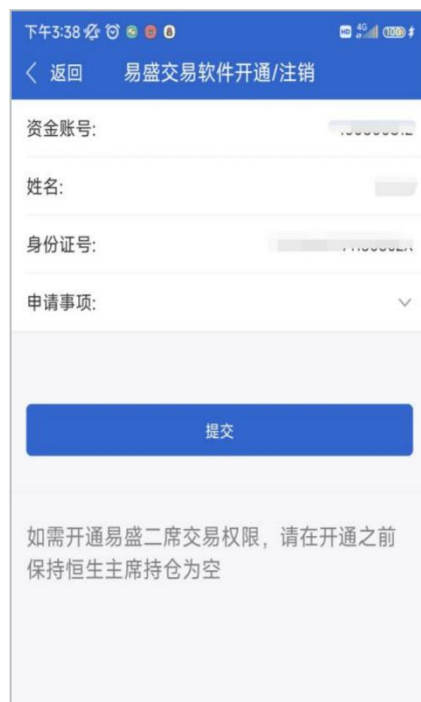 下午3:38
HD 4G 100
返回 易盛交易软件开通/注销
资金账号:
姓名:
身份证号:
申请事项:
提交
如需开通易盛二席交易权限，请在开通之前
保持恒生主席持仓为空